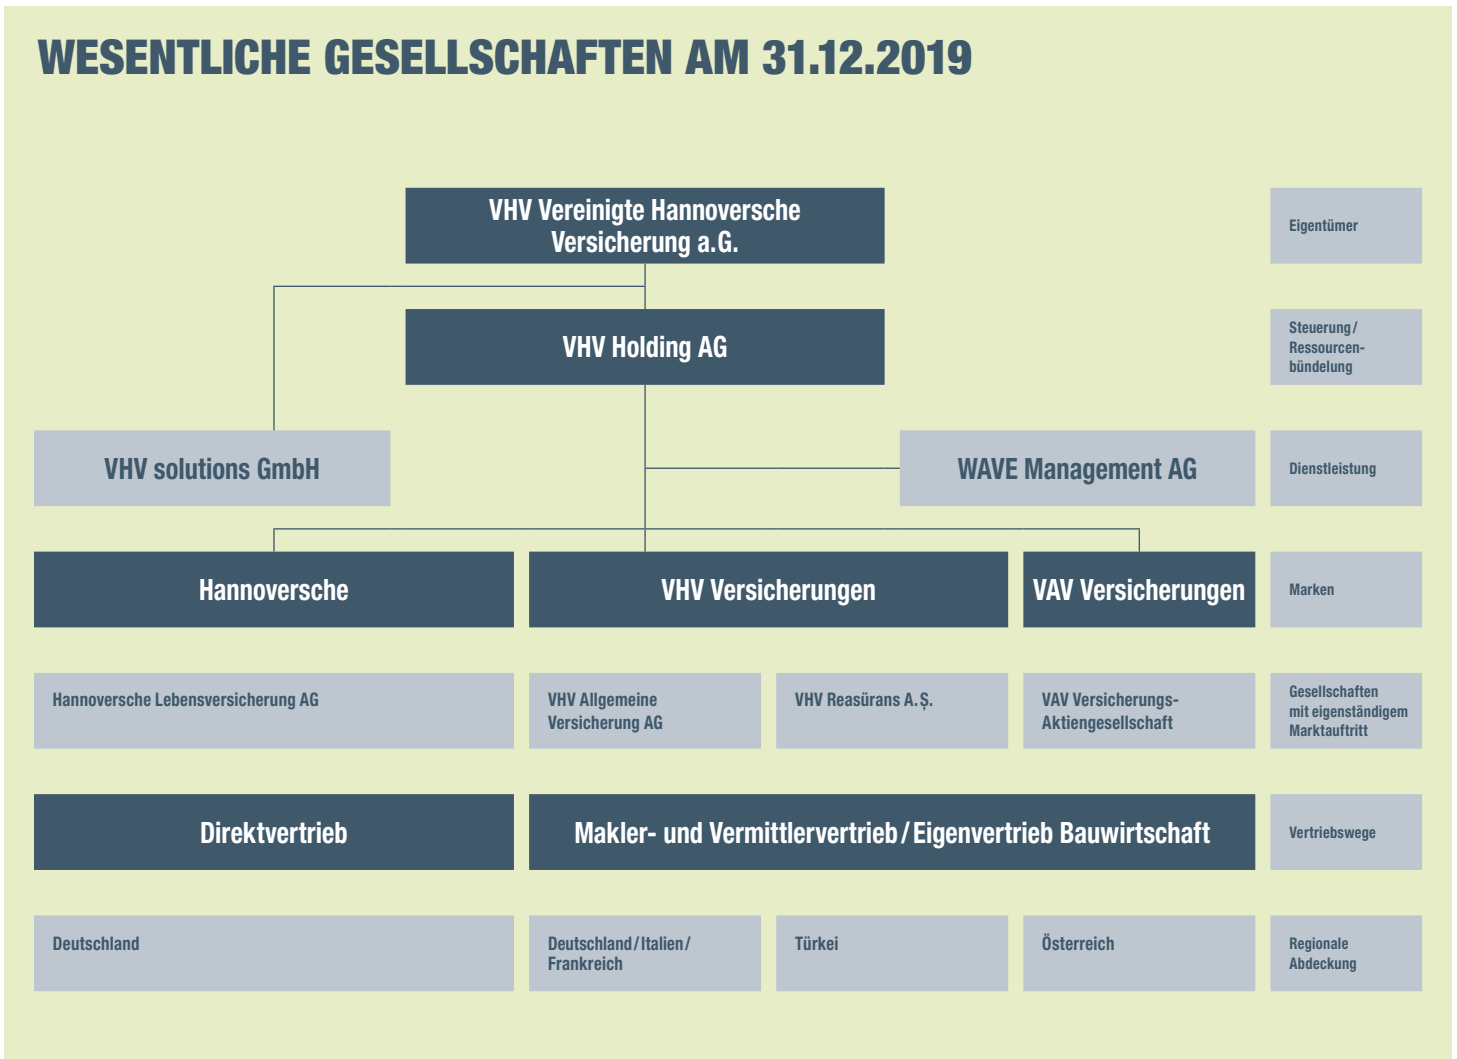 WESENTLICHE GESELLSCHAFTEN AM 31.12.2019
VHV Vereinigte Hannoversche
Versicherung a.G.
Eigentümer
VHV Holding AG
Steuerung/
Ressourcen-
bündelung
VHV solutions GmbH
WAVE Management AG
Dienstleistung
Hannoversche
VHV Versicherungen
VAV Versicherungen
Marken
Hannoversche Lebensversicherung AG
VHV Allgemeine
Versicherung AG
VHV Reasürans A.Ş.
VAV Versicherungs-
Aktiengesellschaft
Gesellschaften
mit eigenständigem
Marktauftritt
Direktvertrieb
Makler- und Vermittlervertrieb/Eigenvertrieb Bauwirtschaft
Vertriebswege
Deutschland
Deutschland/Italien/
Frankreich
Türkei
Österreich
Regionale
Abdeckung